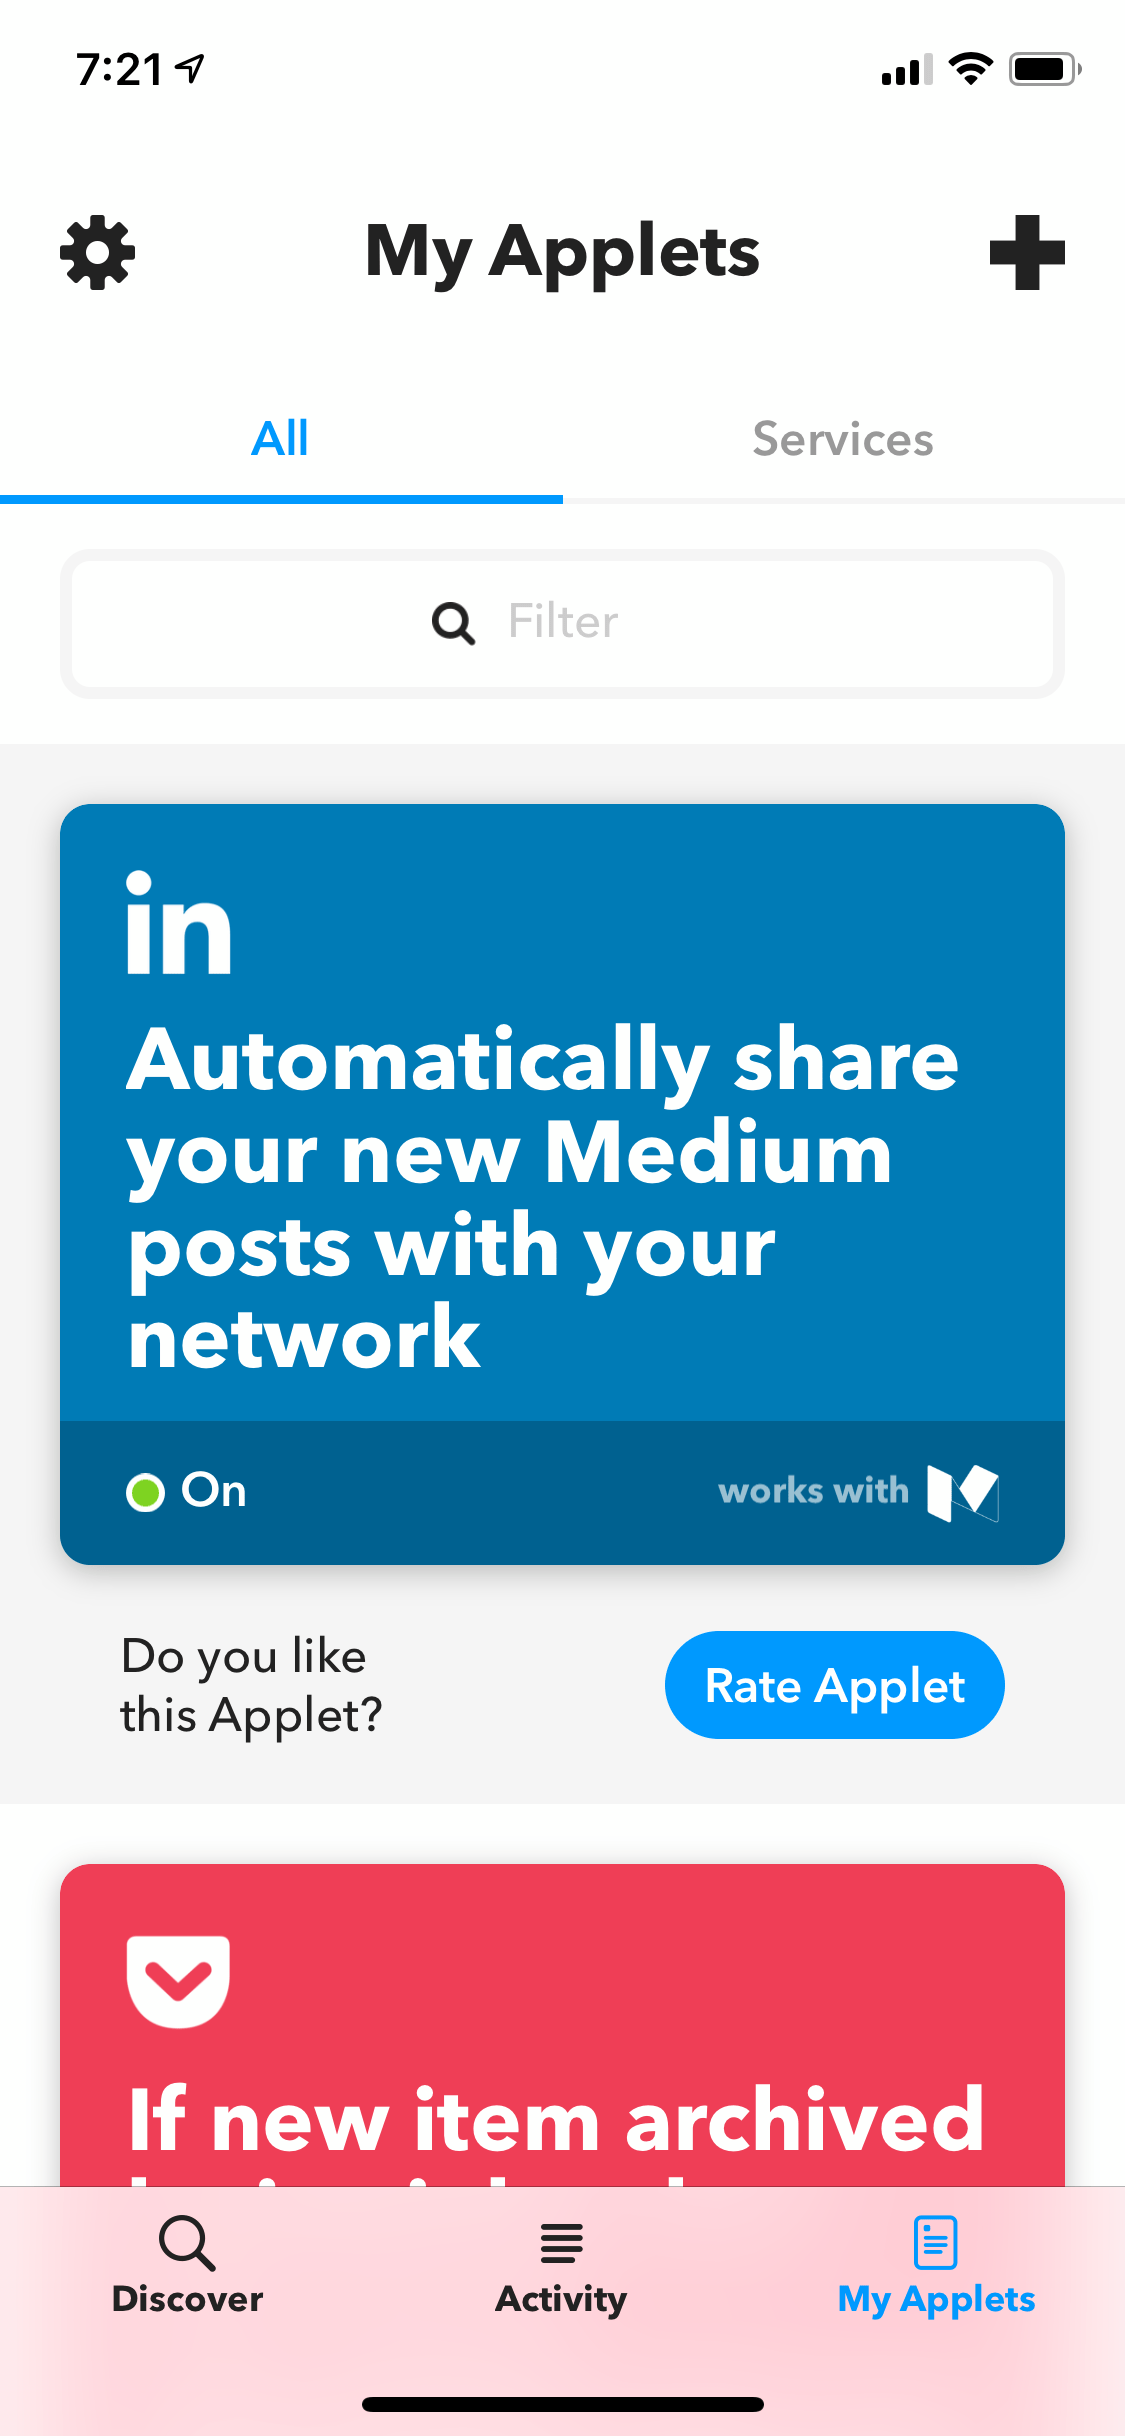 7:21
My Applets
All
Services
Filter
in
Automatically share
your new Medium
posts with your
network
On
works with
Do you like
this Applet?
Rate Applet
If new item archived
Discover
Activity
My Applets